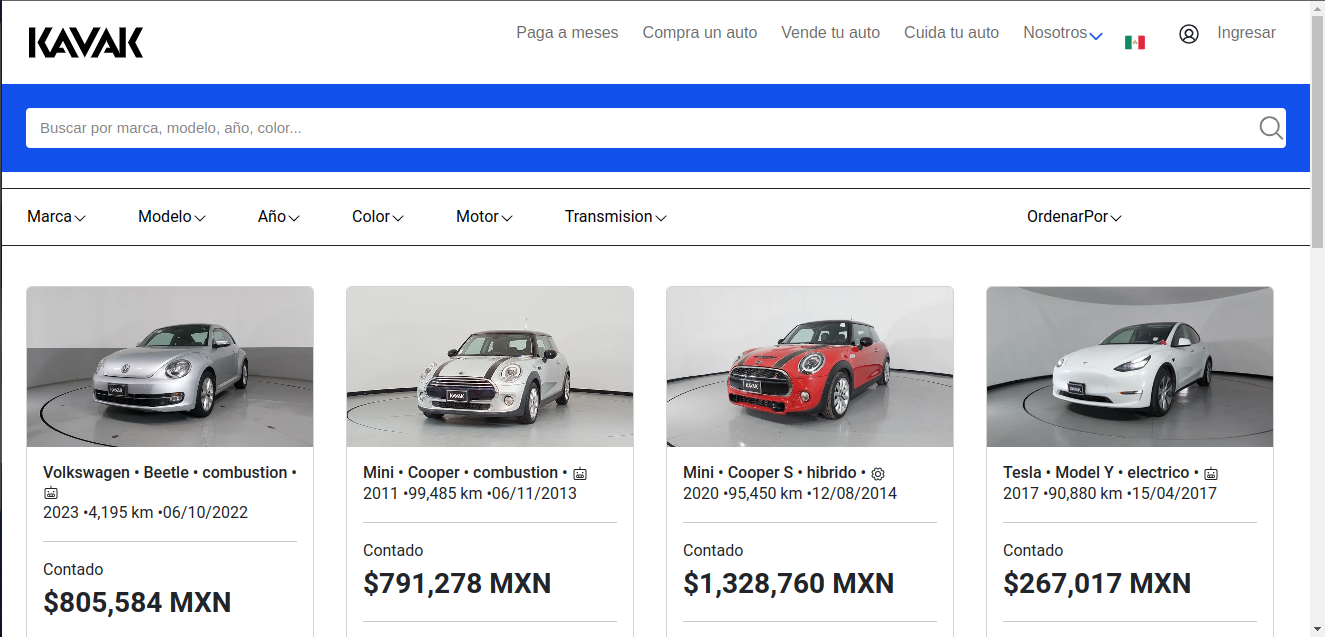 KAVAK
Paga a meses
Compra un auto
Vende tu auto
Cuida tu auto
Nosotros
Ingresar
Buscar por marca, modelo, año, color...
Marca
Modelo
Año
Color
Motor
Transmision
OrdenarPor
KAVAK
Volkswagen • Beetle • combustion •
2023 •4,195 km •06/10/2022
Contado
$805,584 MXN
KAVAK
Mini • Cooper • combustion •
2011 •99,485 km •06/11/2013
Contado
$791,278 MXN
KAVAK
Mini • Cooper S • hibrido •
2020 •95,450 km •12/08/2014
Contado
$1,328,760 MXN
KAVAK
Tesla • Model Y • electrico •
2017 •90,880 km •15/04/2017
Contado
$267,017 MXN